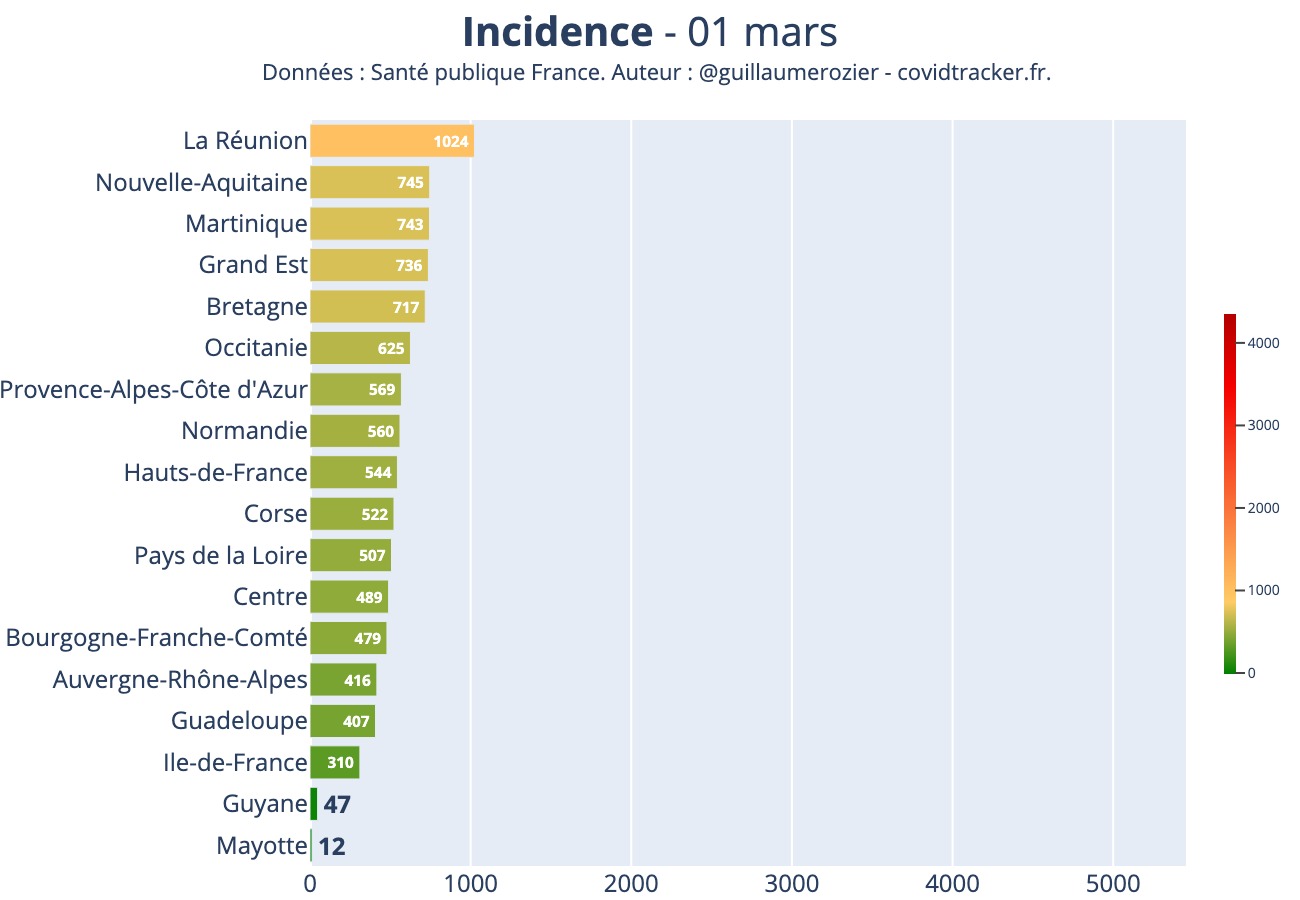 Incidence - 01 mars
Données : Santé publique France. Auteur : @guillaumerozier - covidtracker.fr.
La Réunion 1024
Nouvelle-Aquitaine 745
Martinique 743
Grand Est 736
Bretagne 717
Occitanie 625
Provence-Alpes-Côte d'Azur 569
Normandie 560
Hauts-de-France 544
Corse 522
Pays de la Loire 507
Centre 489
Bourgogne-Franche-Comté 479
Auvergne-Rhône-Alpes 416
Guadeloupe 407
Ile-de-France 310
Guyane 47
Mayotte 12
0 1000 2000 3000 4000 5000
4000
3000
2000
1000
0